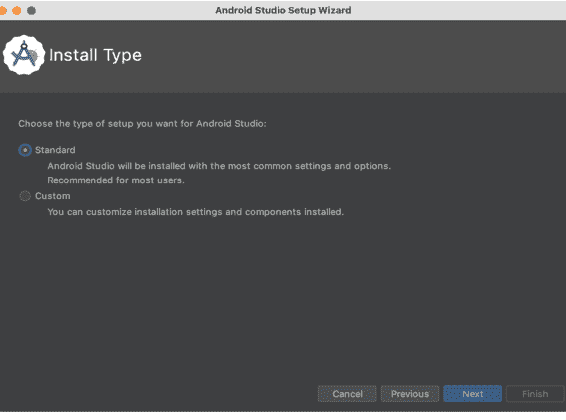 Android Studio Setup Wizard
Install Type
Choose the type of setup you want for Android Studio:
Standard
Android Studio will be installed with the most common settings and options.
Recommended for most users.
Custom
You can customize installation settings and components installed.
Cancel Previous Next Finish